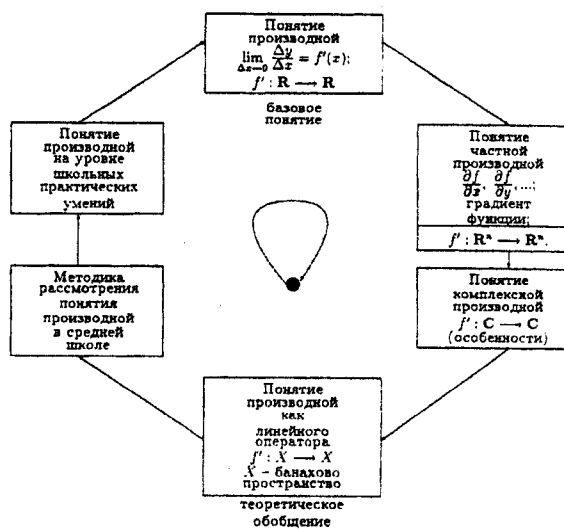 Понятие
производной
lim Δy/Δx = f'(x);
Δx→0
f' : R → R
базовое
понятие
Понятие
частной
производной
∂f/∂x, ∂f/∂y, ...;
градиент
функции;
f' : Rⁿ → Rⁿ.
Понятие
комплексной
производной
f' : C → C
(особенности)
Понятие
производной
как
линейного
оператора
f' : X → X
X – банахово
пространство
теоретическое
обобщение
Методика
рассмотрения
понятия
производной
в средней
школе
Понятие
производной
на уровне
школьных
практических
умений